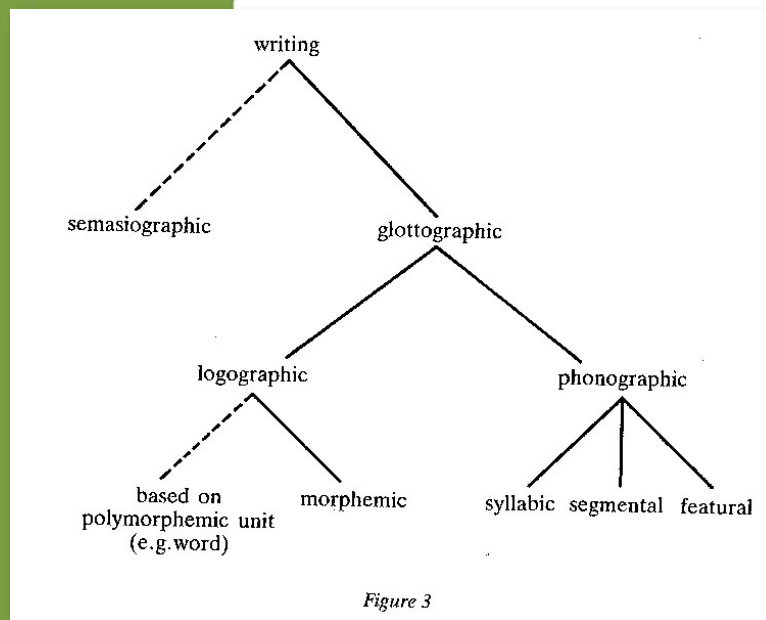 writing
semasiographic
glottographic
logographic
phonographic
based on
polymorphemic unit
(e.g.word)
morphemic
syllabic segmental featural
Figure 3